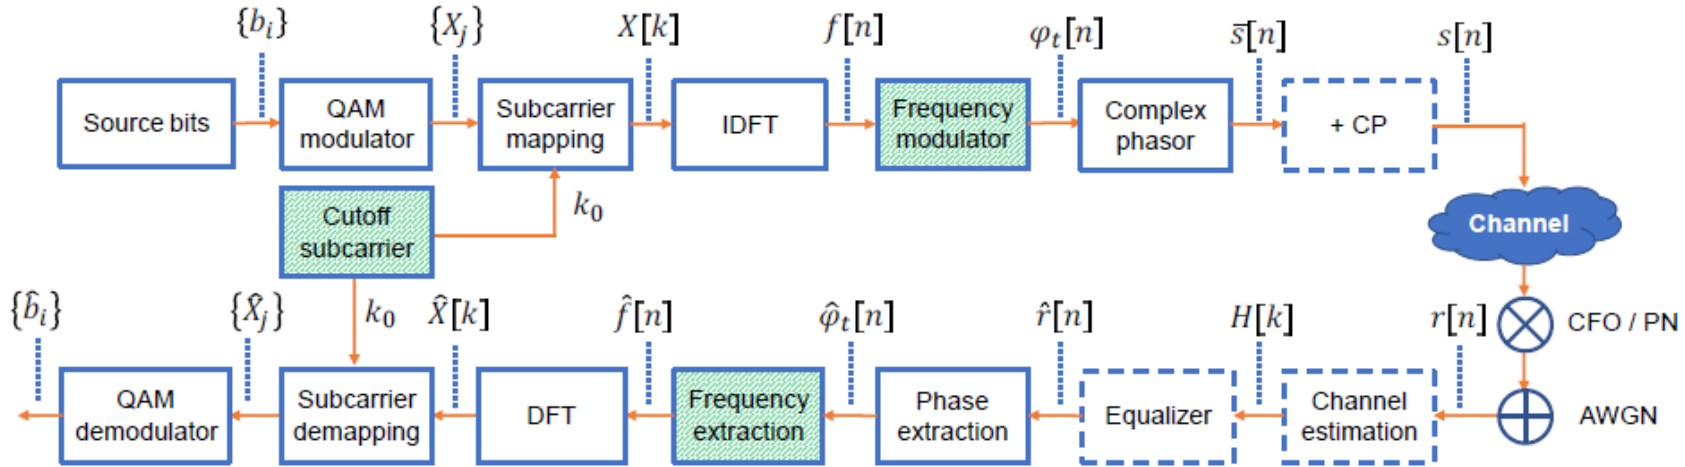 {b_i}
{X_j}
X[k]
f[n]
φ_t[n]
s̅[n]
s[n]
Source bits
QAM
modulator
Subcarrier
mapping
IDFT
Frequency
modulator
Complex
phasor
+ CP
Cutoff
subcarrier
k_0
Channel
{b̂_i}
{X̂_j}
k_0
X̂[k]
f̂[n]
φ̂_t[n]
r̂[n]
H[k]
r[n]
CFO / PN
QAM
demodulator
Subcarrier
demapping
DFT
Frequency
extraction
Phase
extraction
Equalizer
Channel
estimation
AWGN